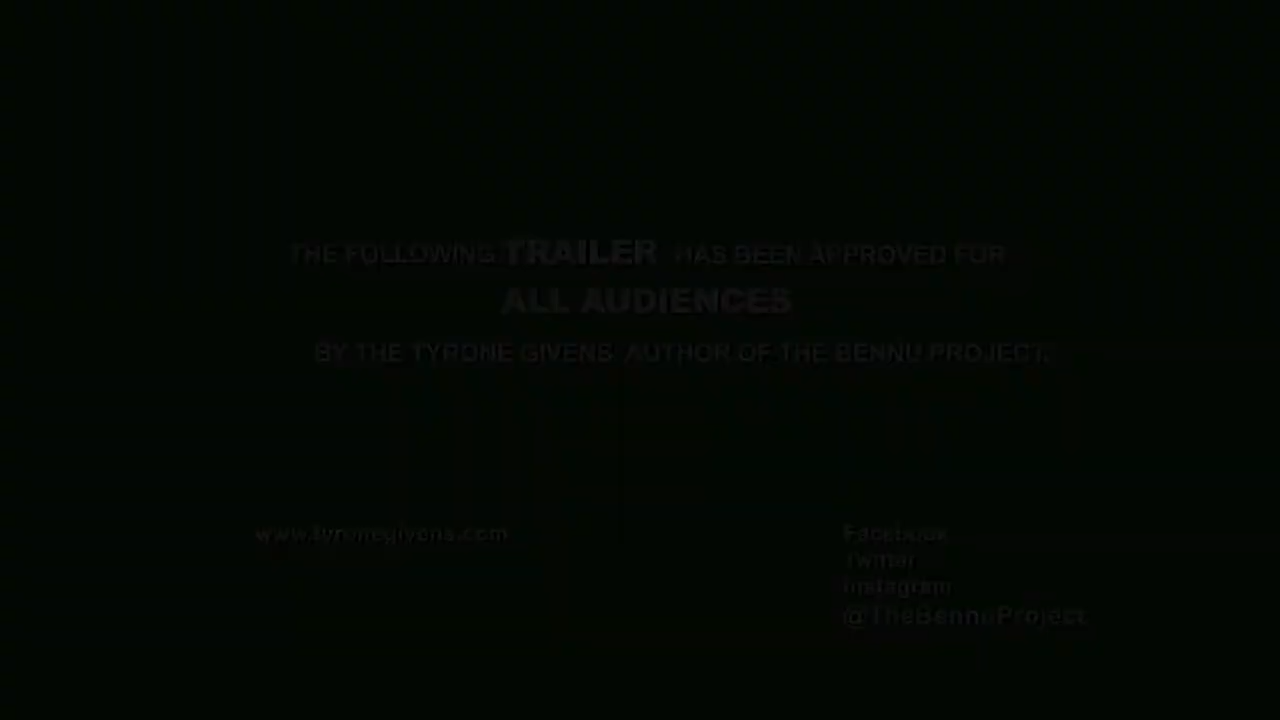 THE FOLLOWING TRAILER HAS BEEN APPROVED FOR
ALL AUDIENCES
BY THE TYRONE GIVENS AUTHOR OF THE BENNU PROJECT.
www.tyronegivens.com
Facebook
Twitter
Instagram
@TheBennuProject